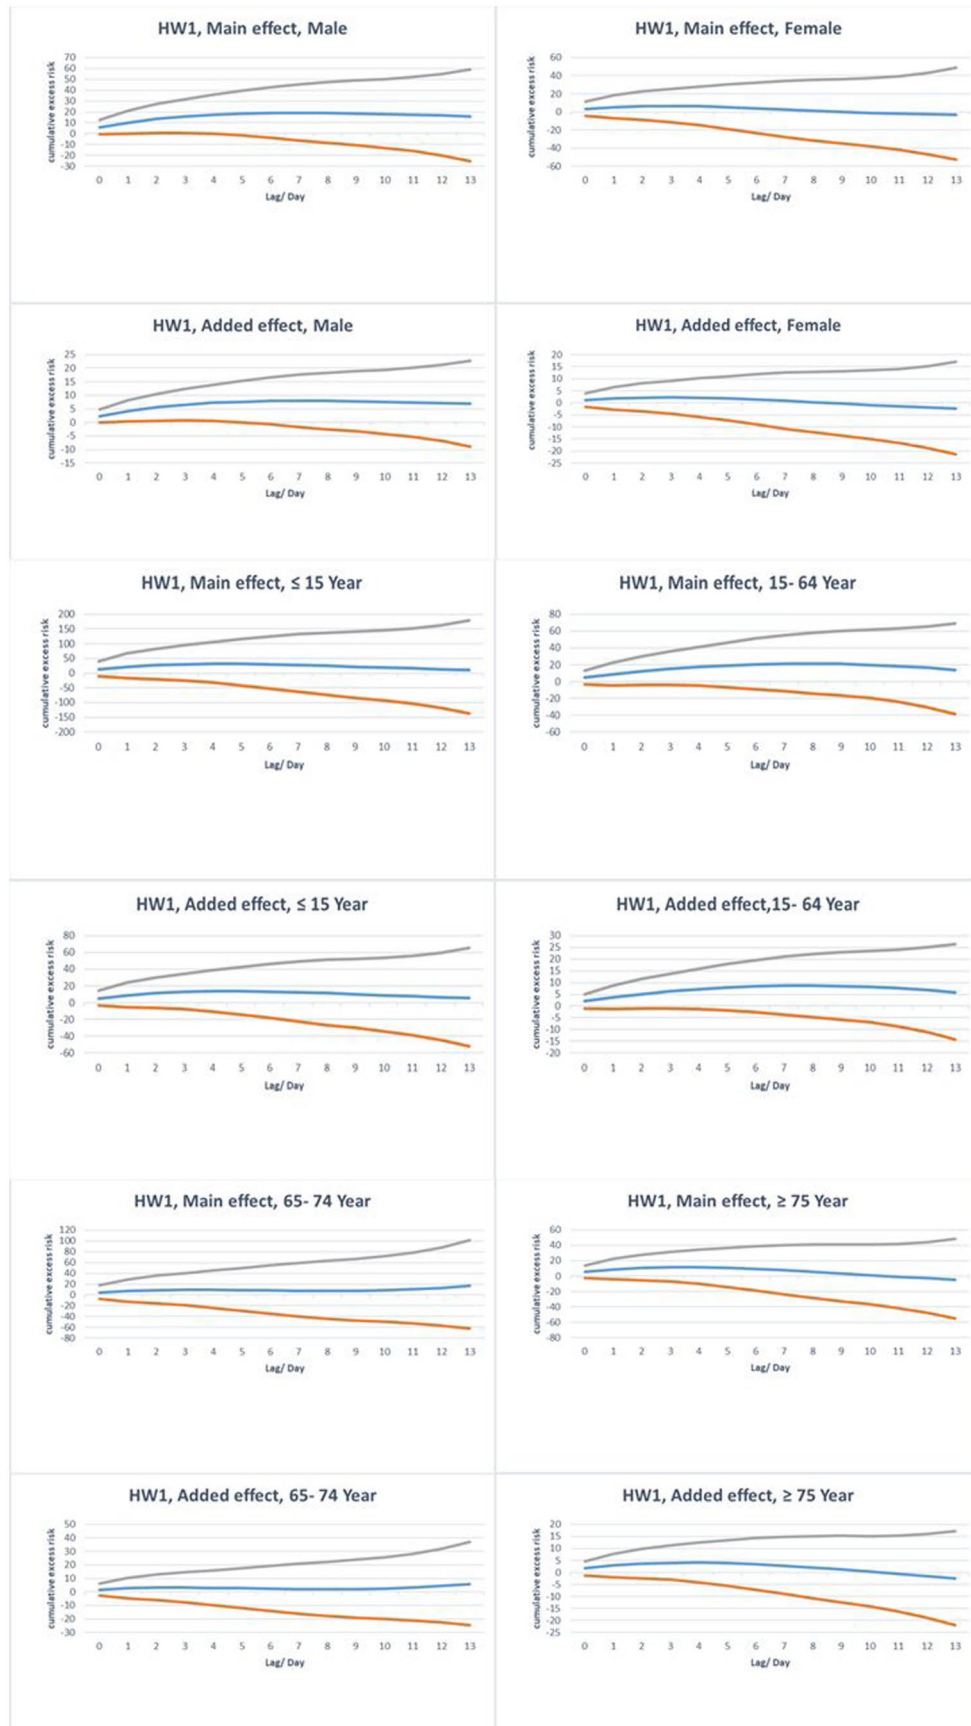 HW1, Main effect, Male
cumulative excess risk
70
60
50
40
30
20
10
0
-10
-20
-30
0 1 2 3 4 5 6 7 8 9 10 11 12 13
Lag/ Day
HW1, Main effect, Female
cumulative excess risk
60
40
20
0
-20
-40
-60
0 1 2 3 4 5 6 7 8 9 10 11 12 13
Lag/ Day
HW1, Added effect, Male
cumulative excess risk
25
20
15
10
5
0
-5
-10
-15
0 1 2 3 4 5 6 7 8 9 10 11 12 13
Lag/ Day
HW1, Added effect, Female
cumulative excess risk
20
15
10
5
0
-5
-10
-15
-20
-25
0 1 2 3 4 5 6 7 8 9 10 11 12 13
Lag/ Day
HW1, Main effect, ≤ 15 Year
cumulative excess risk
200
150
100
50
0
-50
-100
-150
-200
0 1 2 3 4 5 6 7 8 9 10 11 12 13
Lag/ Day
HW1, Main effect, 15- 64 Year
cumulative excess risk
80
60
40
20
0
-20
-40
-60
0 1 2 3 4 5 6 7 8 9 10 11 12 13
Lag/ Day
HW1, Added effect, ≤ 15 Year
cumulative excess risk
80
60
40
20
0
-20
-40
-60
0 1 2 3 4 5 6 7 8 9 10 11 12 13
Lag/ Day
HW1, Added effect,15- 64 Year
cumulative excess risk
30
25
20
15
10
5
0
-5
-10
-15
-20
0 1 2 3 4 5 6 7 8 9 10 11 12 13
Lag/ Day
HW1, Main effect, 65- 74 Year
cumulative excess risk
120
100
80
60
40
20
0
-20
-40
-60
-80
0 1 2 3 4 5 6 7 8 9 10 11 12 13
Lag/ Day
HW1, Main effect, ≥ 75 Year
cumulative excess risk
60
40
20
0
-20
-40
-60
-80
0 1 2 3 4 5 6 7 8 9 10 11 12 13
Lag/ Day
HW1, Added effect, 65- 74 Year
cumulative excess risk
50
40
30
20
10
0
-10
-20
-30
0 1 2 3 4 5 6 7 8 9 10 11 12 13
Lag/ Day
HW1, Added effect, ≥ 75 Year
cumulative excess risk
20
15
10
5
0
-5
-10
-15
-20
-25
0 1 2 3 4 5 6 7 8 9 10 11 12 13
Lag/ Day